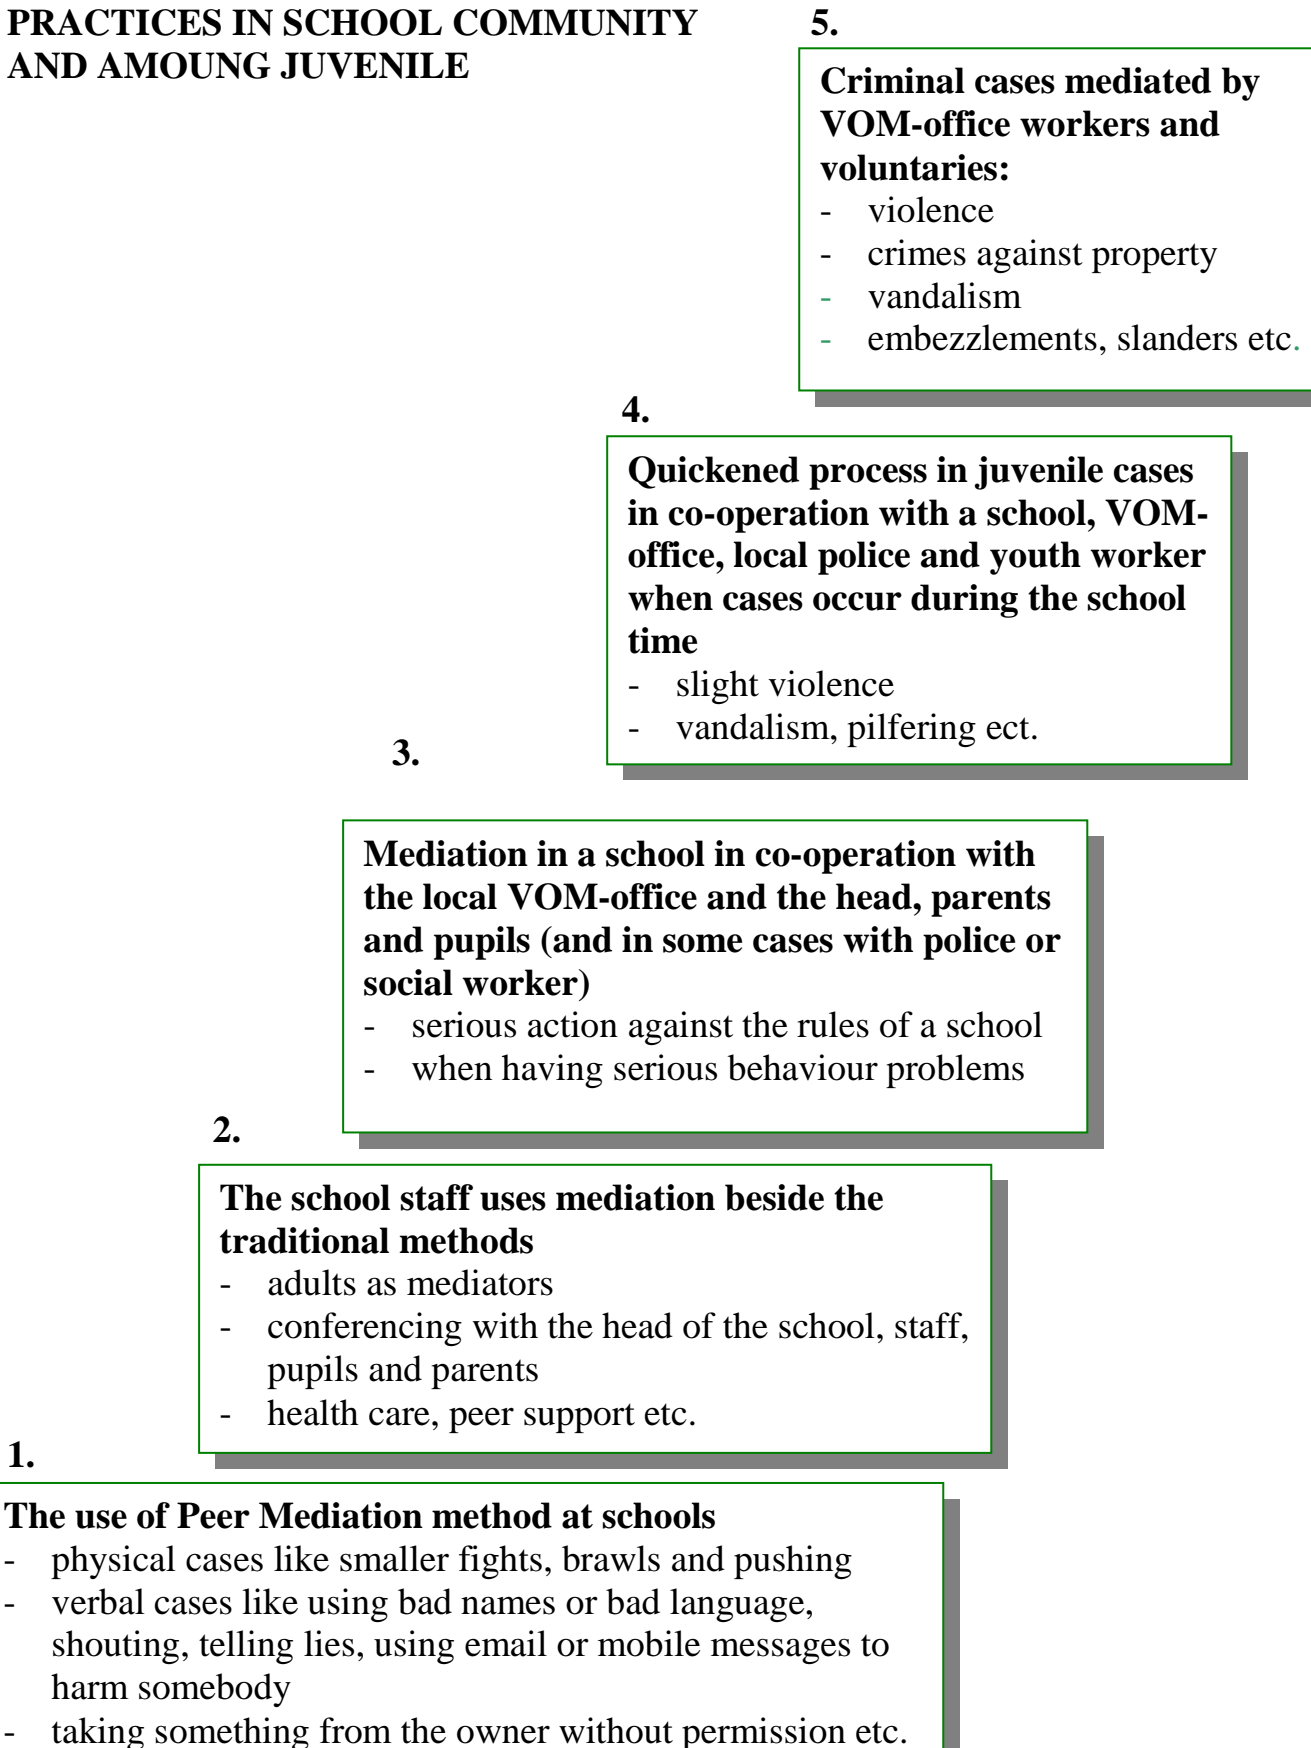 PRACTICES IN SCHOOL COMMUNITY
AND AMOUNG JUVENILE
5.
Criminal cases mediated by
VOM-office workers and
voluntaries:
- violence
- crimes against property
- vandalism
- embezzlements, slanders etc.
4.
Quickened process in juvenile cases
in co-operation with a school, VOM-
office, local police and youth worker
when cases occur during the school
time
- slight violence
- vandalism, pilfering ect.
3.
Mediation in a school in co-operation with
the local VOM-office and the head, parents
and pupils (and in some cases with police or
social worker)
- serious action against the rules of a school
- when having serious behaviour problems
2.
The school staff uses mediation beside the
traditional methods
- adults as mediators
- conferencing with the head of the school, staff,
pupils and parents
- health care, peer support etc.
1.
The use of Peer Mediation method at schools
- physical cases like smaller fights, brawls and pushing
- verbal cases like using bad names or bad language,
shouting, telling lies, using email or mobile messages to
harm somebody
- taking something from the owner without permission etc.